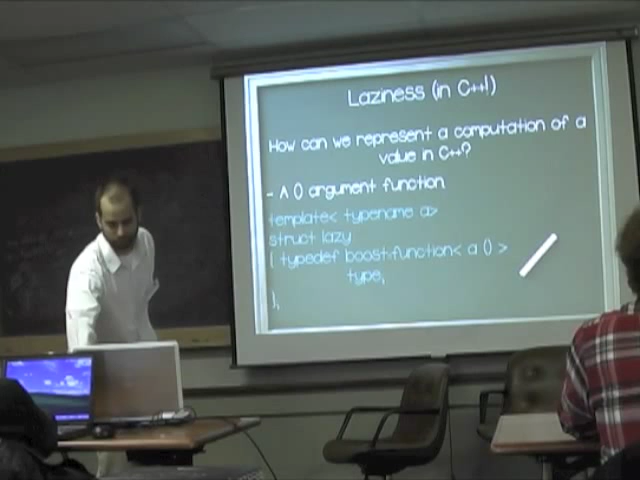 Laziness (in C++!)
How can we represent a computation of a
value in C++?
- A 0 argument function.
template< typename a>
struct lazy
{ typedef boost::function< a () >
type;
};